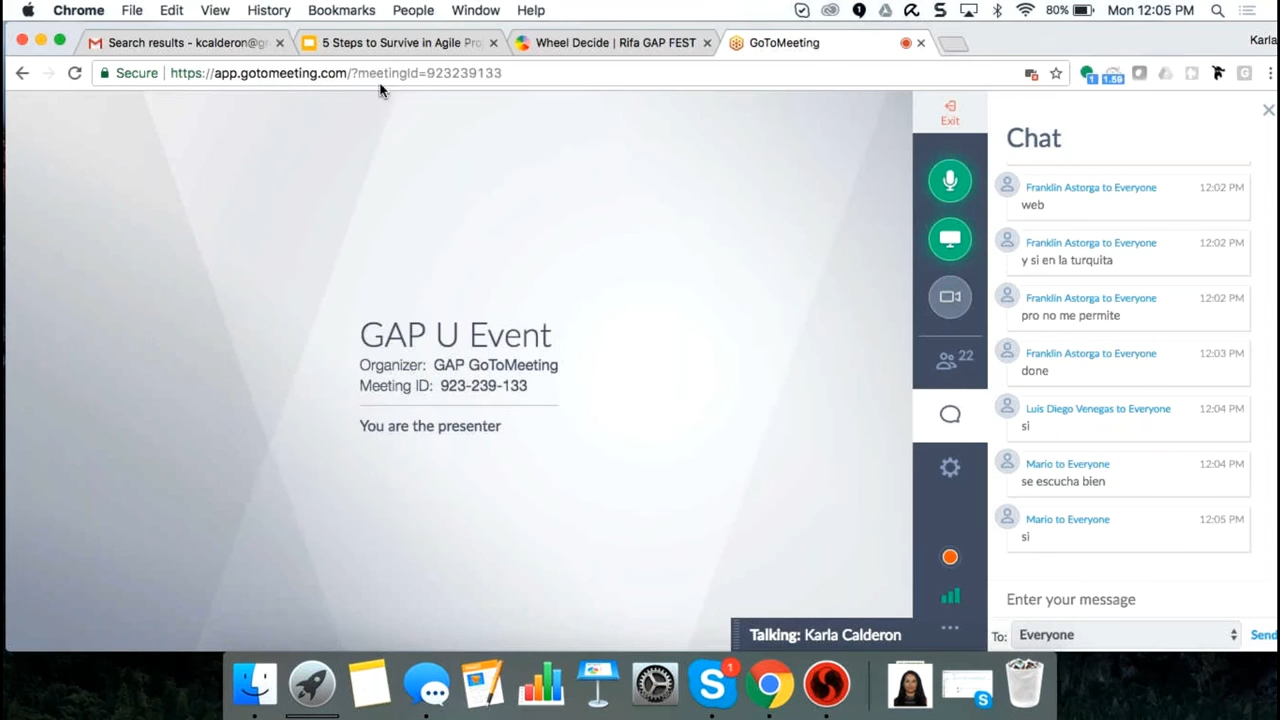 Chrome File Edit View History Bookmarks People Window Help 80% Mon 12:05 PM
Search results - kcalderon@g
5 Steps to Survive in Agile Pro
Wheel Decide | Rifa GAP FEST
GoToMeeting
Karla
Secure https://app.gotomeeting.com/?meetingId=923239133
1
1.59
Exit
Chat
Franklin Astorga to Everyone 12:02 PM
web
Franklin Astorga to Everyone 12:02 PM
y si en la turquita
Franklin Astorga to Everyone 12:02 PM
pro no me permite
GAP U Event
Organizer: GAP GoToMeeting
Meeting ID: 923-239-133
You are the presenter
22
Franklin Astorga to Everyone 12:03 PM
done
Luis Diego Venegas to Everyone 12:04 PM
si
Mario to Everyone 12:04 PM
se escucha bien
Mario to Everyone 12:05 PM
si
Enter your message
Talking: Karla Calderon
To: Everyone Send
1